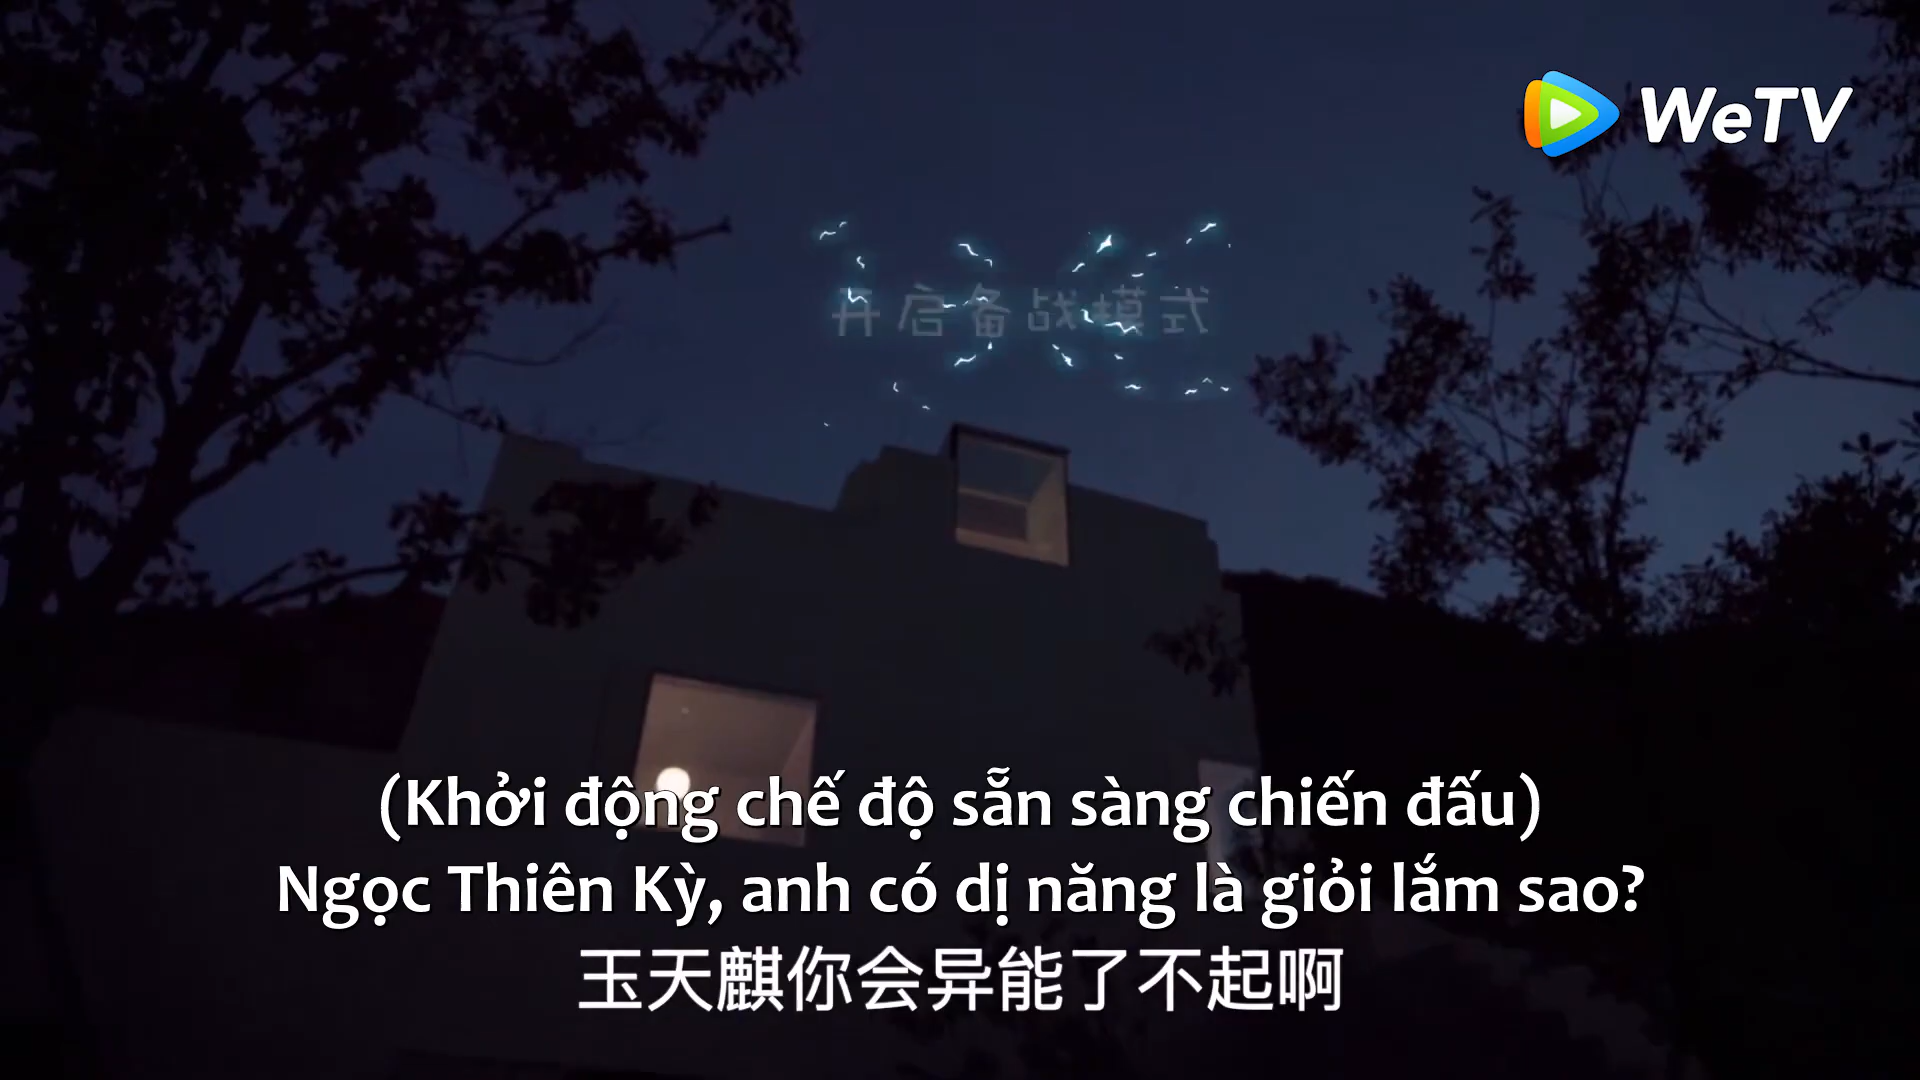 WeTV
开启备战模式
(Khởi động chế độ sẵn sàng chiến đấu)
Ngọc Thiên Kỳ, anh có dị năng là giỏi lắm sao?
玉天麒你会异能了不起啊